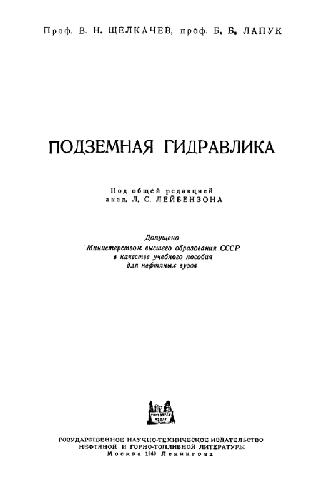 Проф. В. Н. ЩЕЛКАЧЕВ, проф. Б. Б. ЛАПУК
ПОДЗЕМНАЯ ГИДРАВЛИКА
Под общей редакцией
акад. Л. С. ЛЕЙБЕНЗОНА
Допущено
Министерством высшего образования СССР
в качестве учебного пособия
для нефтяных вузов
ГОСУДАРСТВЕННОЕ НАУЧНО-ТЕХНИЧЕСКОЕ ИЗДАТЕЛЬСТВО
НЕФТЯНОЙ И ГОРНО-ТОПЛИВНОЙ ЛИТЕРАТУРЫ
Москва 1949 Ленинград